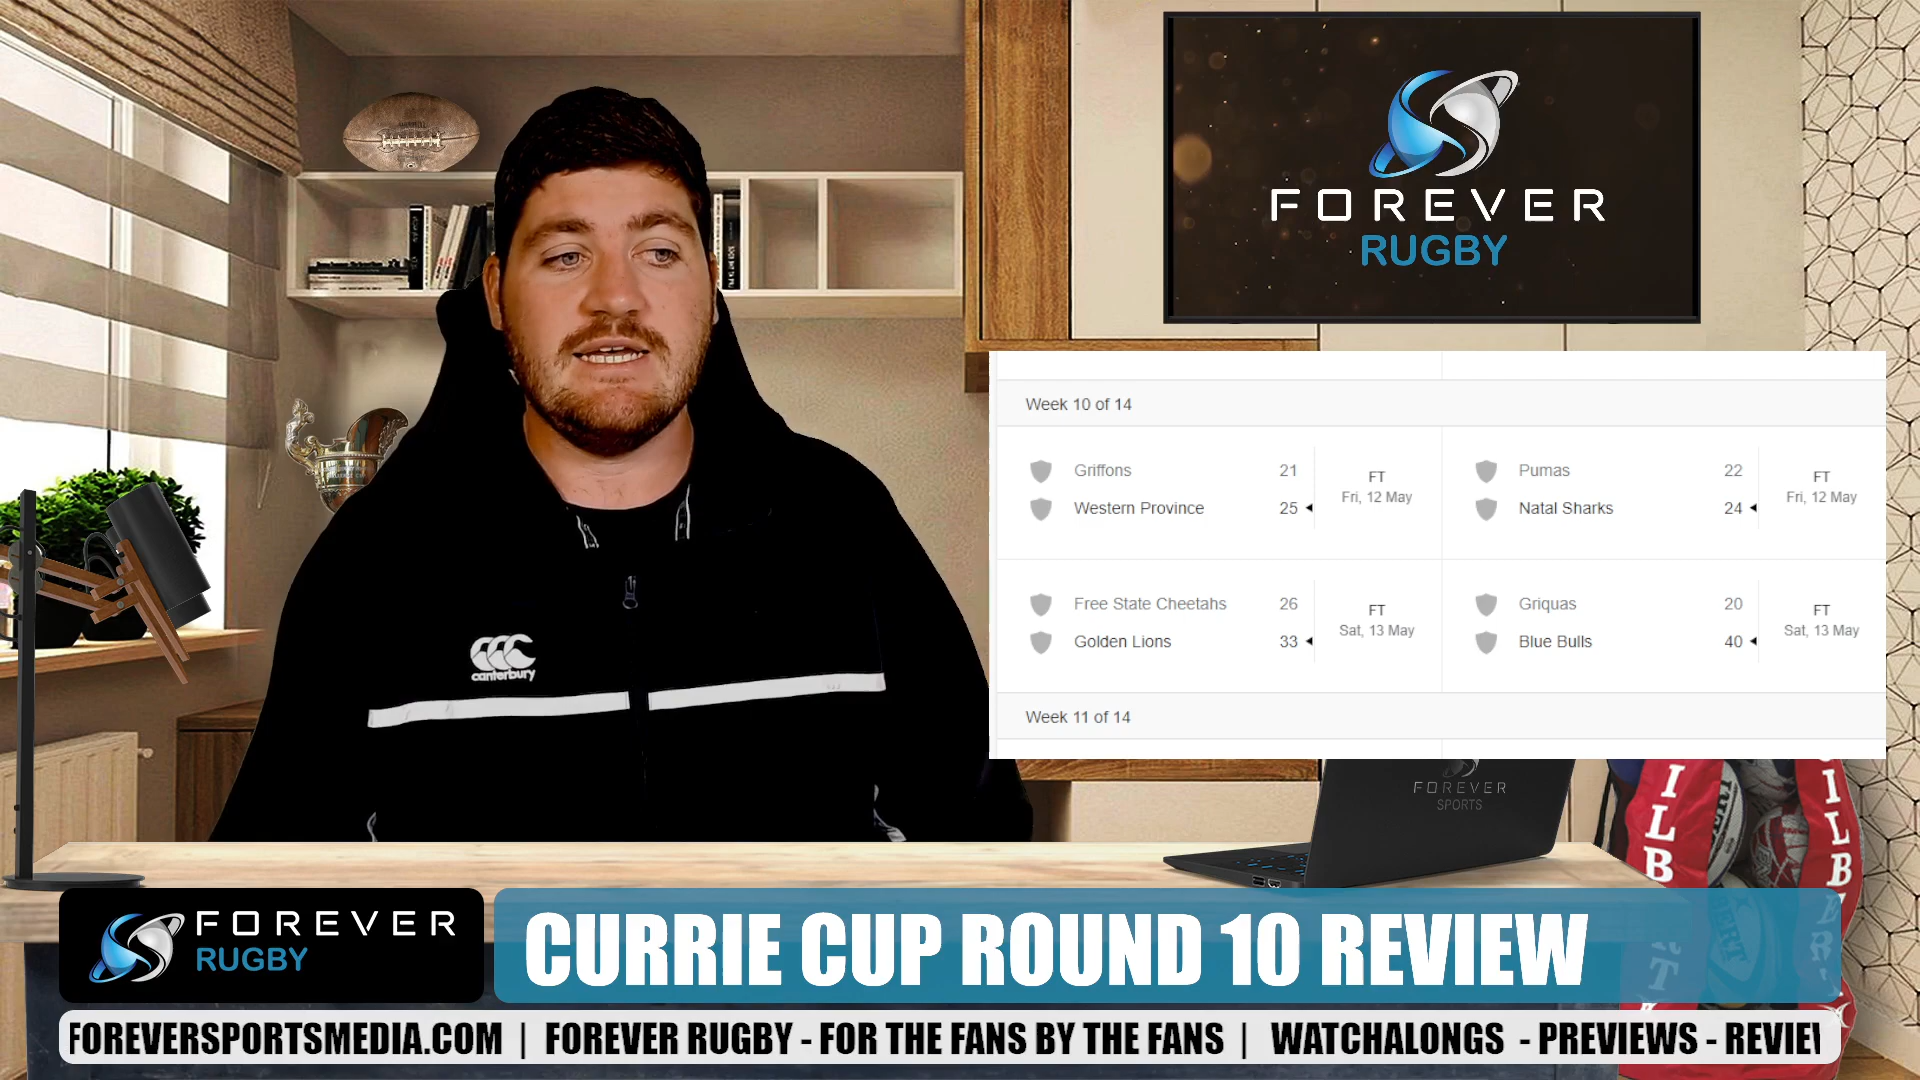 FOREVER
RUGBY
Week 10 of 14
Griffons 21
Western Province 25
FT
Fri, 12 May
Pumas 22
Natal Sharks 24
FT
Fri, 12 May
Free State Cheetahs 26
Golden Lions 33
FT
Sat, 13 May
Griquas 20
Blue Bulls 40
FT
Sat, 13 May
Week 11 of 14
canterbury
FOREVER
SPORTS
ILB
ILB
FOREVER
RUGBY
CURRIE CUP ROUND 10 REVIEW
FOREVERSPORTSMEDIA.COM | FOREVER RUGBY - FOR THE FANS BY THE FANS | WATCHALONGS - PREVIEWS - REVIEW